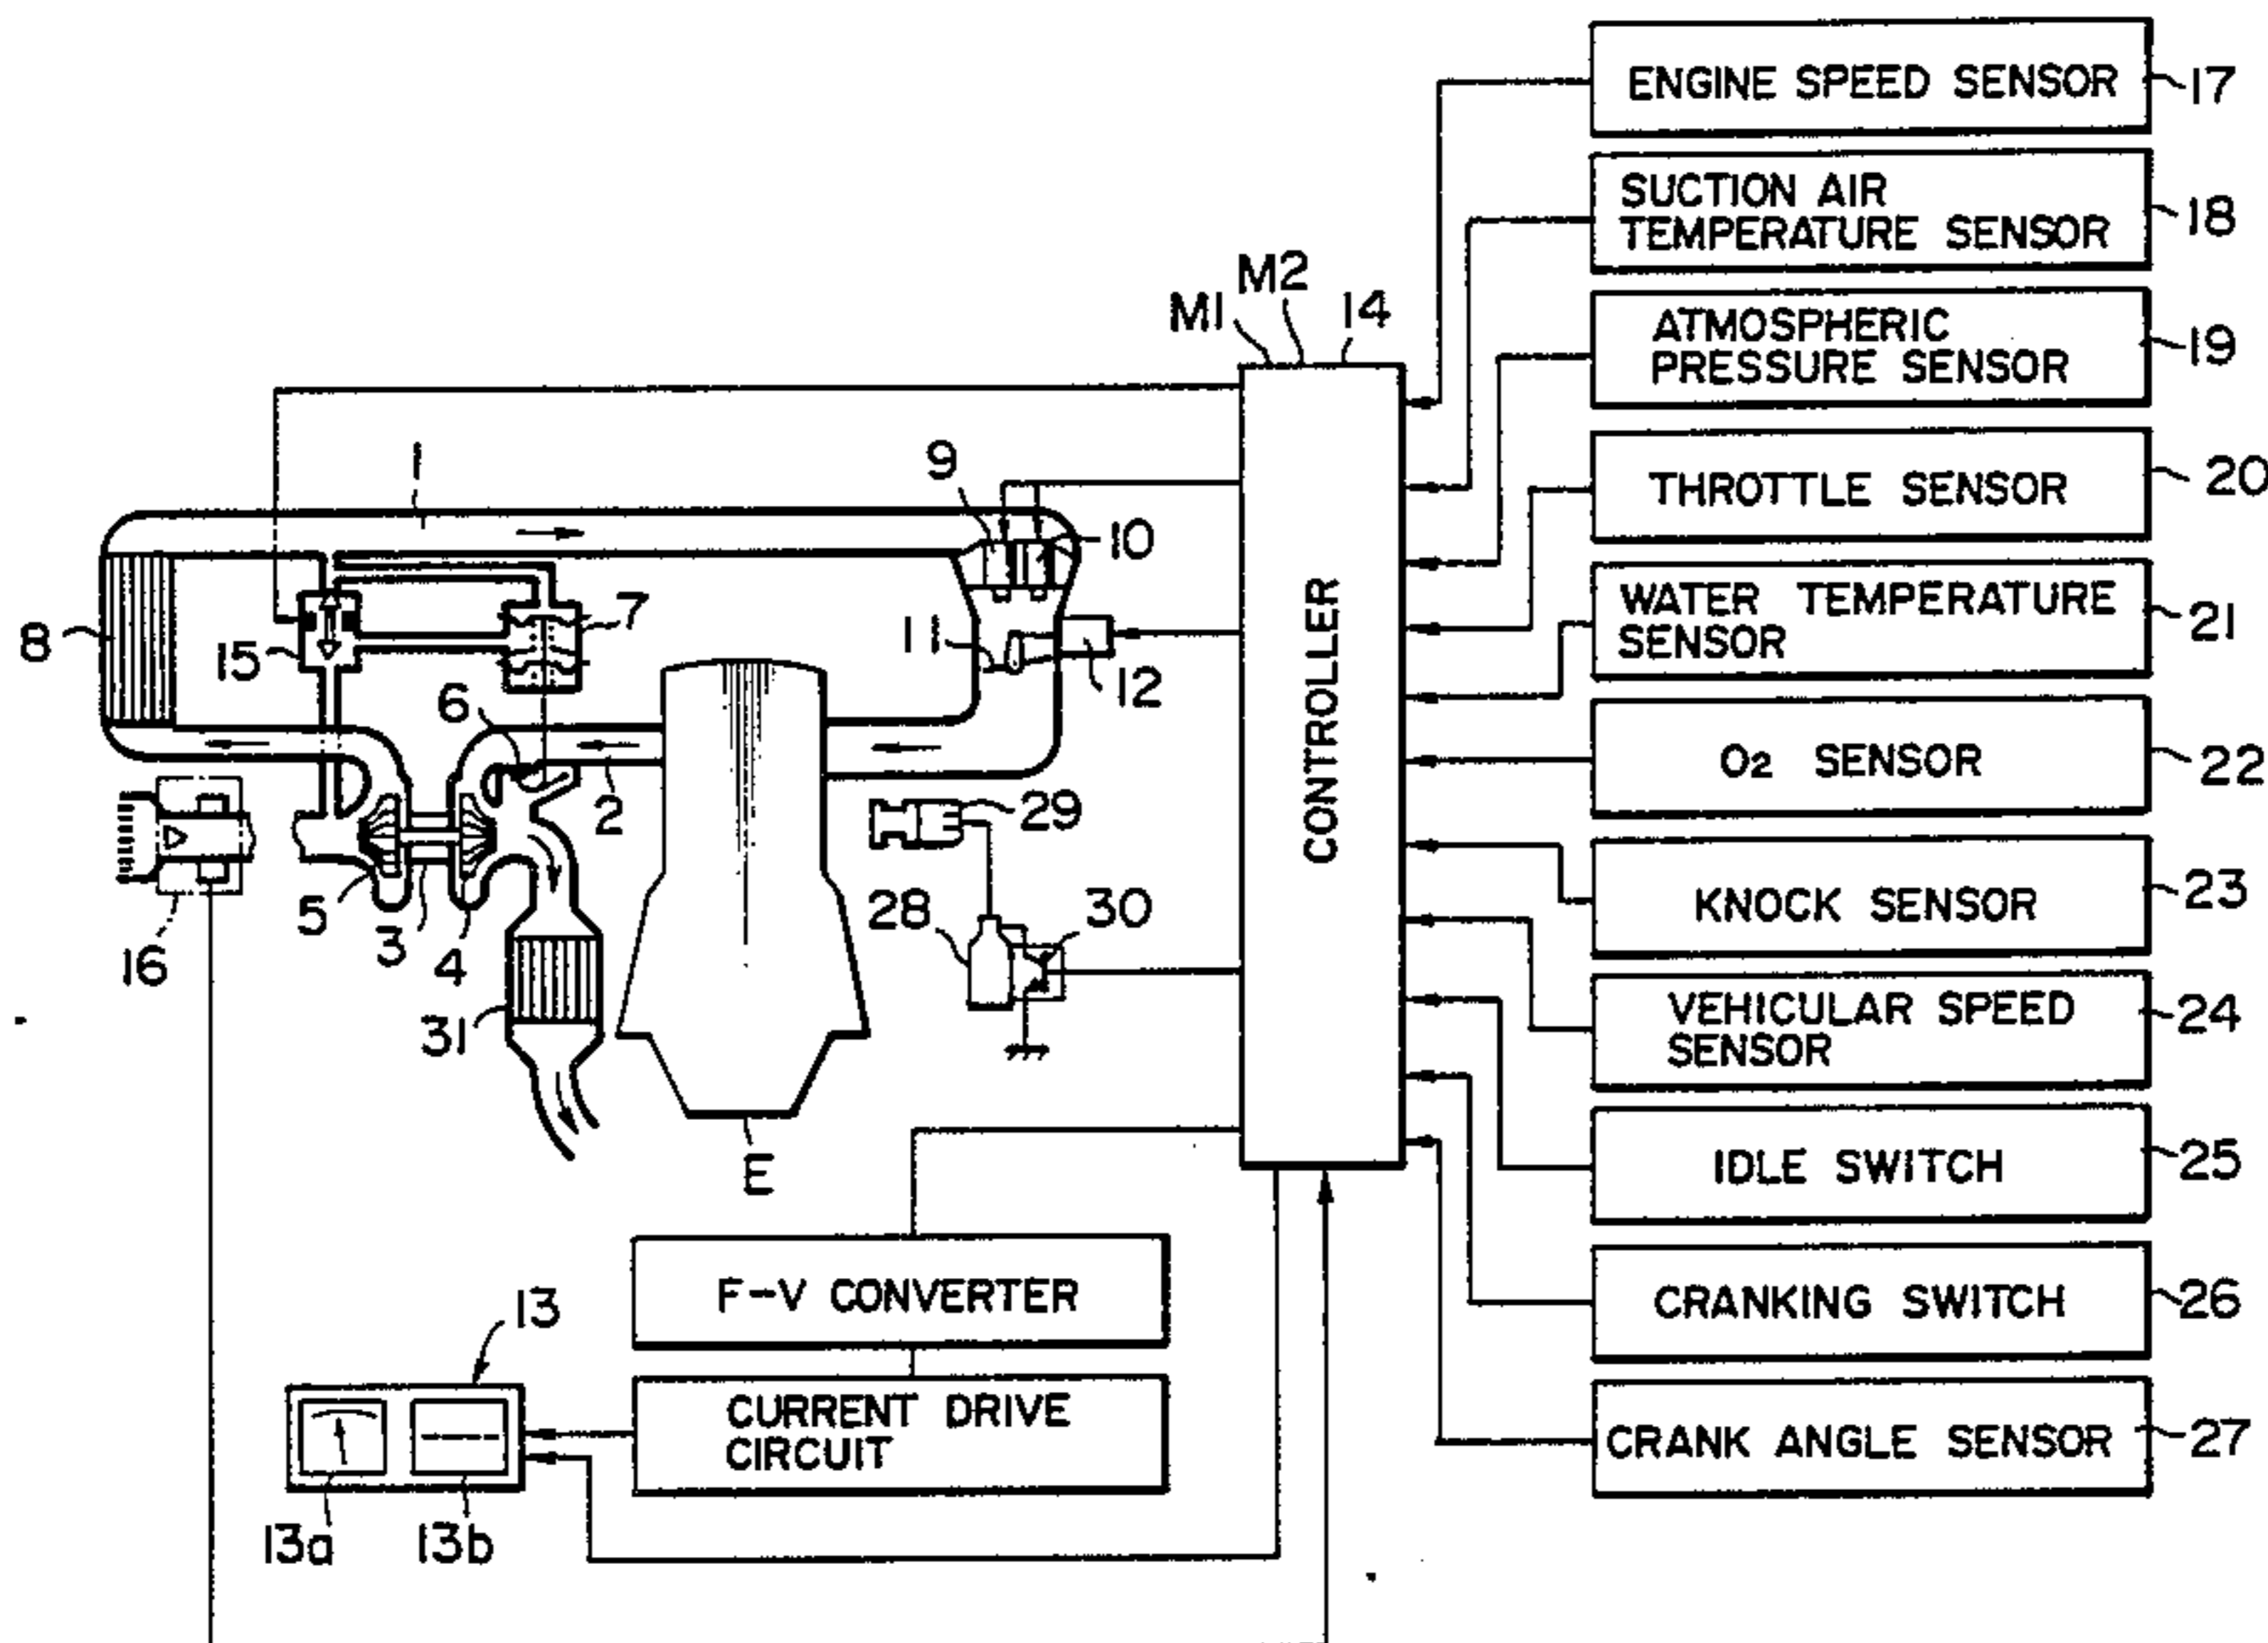 ENGINE SPEED SENSOR
17
SUCTION AIR
TEMPERATURE SENSOR
18
ATMOSPHERIC
PRESSURE SENSOR
19
THROTTLE SENSOR
20
WATER TEMPERATURE
SENSOR
21
O2 SENSOR
22
KNOCK SENSOR
23
VEHICULAR SPEED
SENSOR
24
IDLE SWITCH
25
CRANKING SWITCH
26
CRANK ANGLE SENSOR
27
M1
M2
14
CONTROLLER
1
9
10
8
15
7
11
12
6
2
29
5
3
4
16
28
30
31
E
F-V CONVERTER
13
CURRENT DRIVE
CIRCUIT
13a
13b